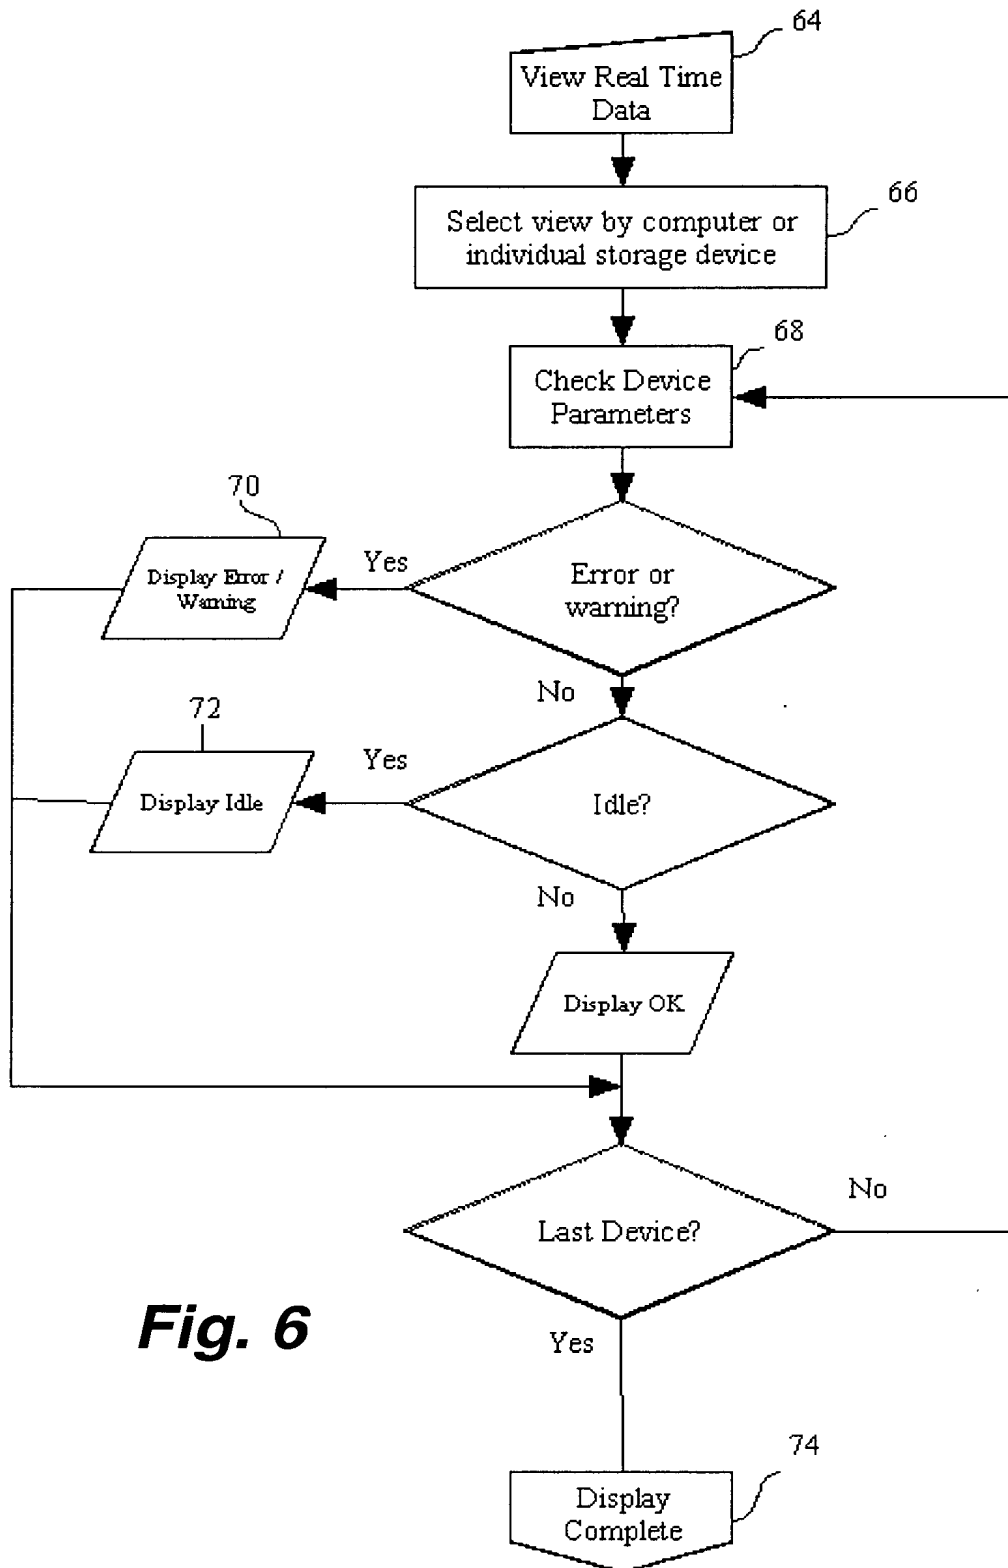 64
View Real Time
Data
66
Select view by computer or
individual storage device
68
Check Device
Parameters
70
Yes
Display Error /
Warning
Error or
warning?
No
72
Yes
Display Idle
Idle?
No
Display OK
No
Last Device?
Fig. 6
Yes
74
Display
Complete